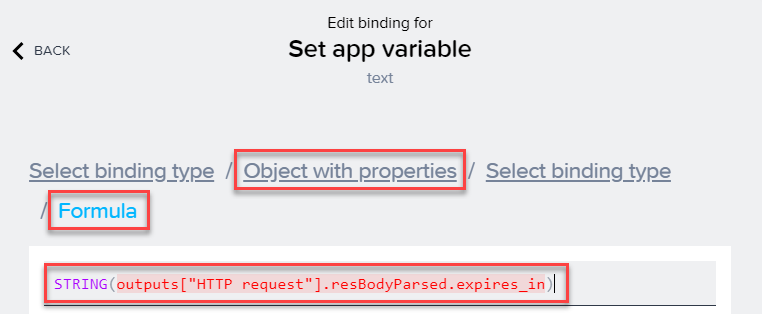 Edit binding for
BACK
Set app variable
text
Select binding type / Object with properties / Select binding type
/ Formula
STRING(outputs["HTTP request"].resBodyParsed.expires_in)